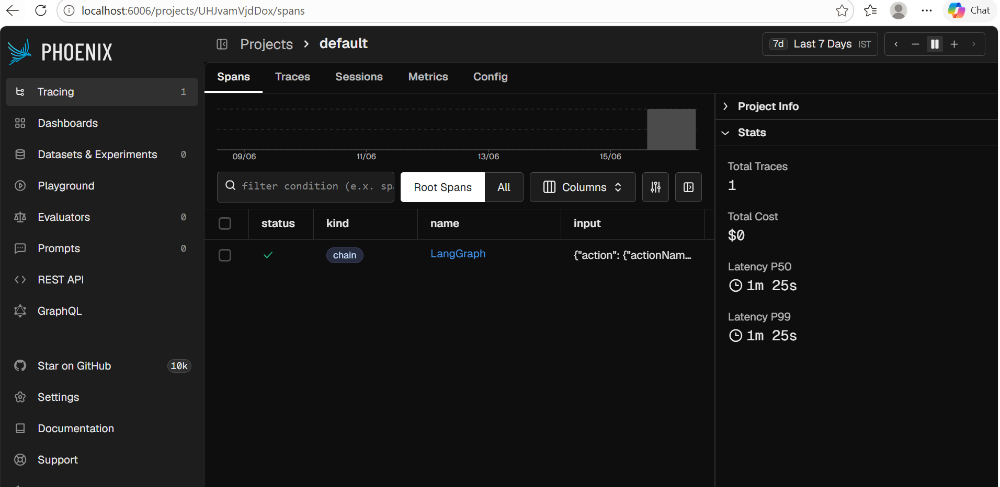 localhost:6006/projects/UHJvamVjdDox/spans
Chat
PHOENIX
Projects › default
7d Last 7 Days IST
Tracing 1
Dashboards
Datasets & Experiments 0
Playground
Evaluators 0
Prompts 0
REST API
GraphQL
Star on GitHub 10k
Settings
Documentation
Support
Spans Traces Sessions Metrics Config
09/06 11/06 13/06 15/06
filter condition (e.x. sp
Root Spans All Columns
status kind name input
chain LangGraph {"action": {"actionNam...
Project Info
Stats
Total Traces
1
Total Cost
$0
Latency P50
1m 25s
Latency P99
1m 25s